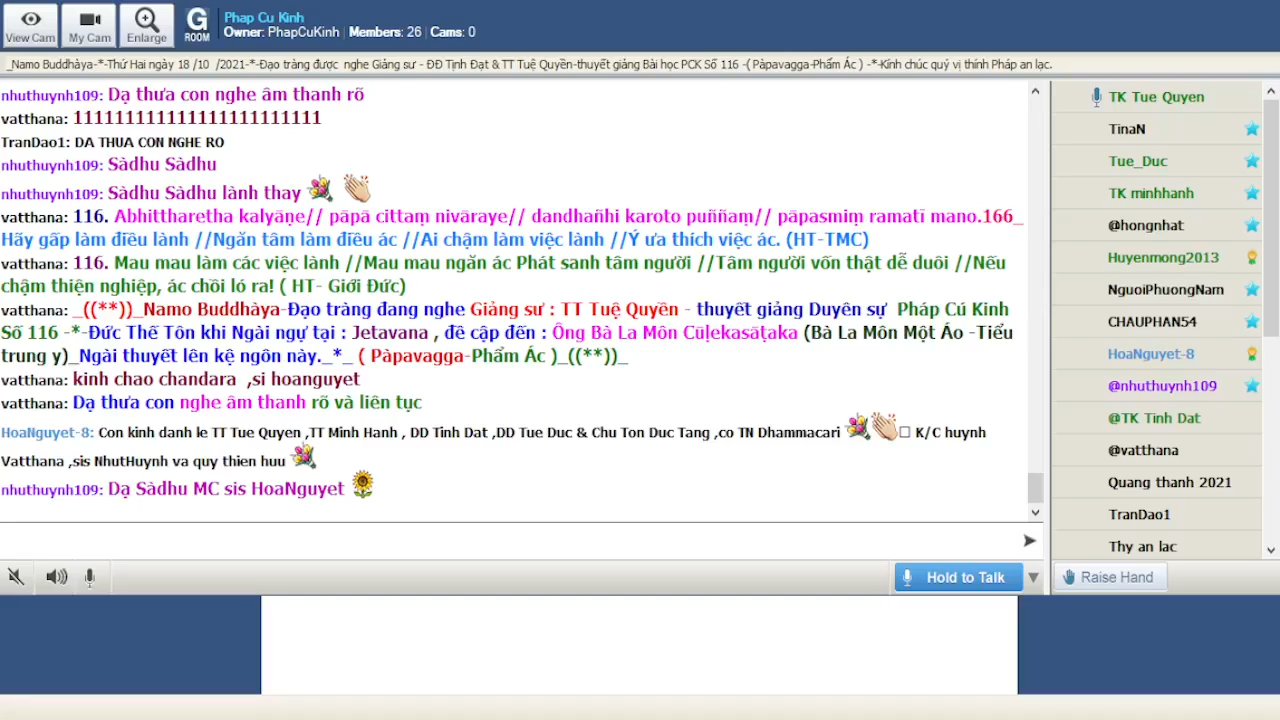 Phap Cu Kinh
View Cam My Cam Enlarge G ROOM Owner: PhapCuKinh | Members: 26 | Cams: 0
_Namo Buddhàya-*-Thứ Hai ngày 18 /10 /2021-*-Đạo tràng được nghe Giảng sư - ĐĐ Tịnh Đạt & TT Tuệ Quyền-thuyết giảng Bài học PCK Số 116 -( Pàpavagga-Phẩm Ác ) -*-Kính chúc quý vị thính Pháp an lạc.
nhuthuynh109: Dạ thưa con nghe âm thanh rõ
vatthana: 1111111111111111111111111
TranDao1: DA THUA CON NGHE RO
nhuthuynh109: Sàdhu Sàdhu
nhuthuynh109: Sàdhu Sàdhu lành thay
vatthana: 116. Abhittharetha kalyāṇe// pāpā cittaṃ nivāraye// dandhañhi karoto puññaṃ// pāpasmiṃ ramatī mano.166_
Hãy gấp làm điều lành //Ngăn tâm làm điều ác //Ai chậm làm việc lành //Ý ưa thích việc ác. (HT-TMC)
vatthana: 116. Mau mau làm các việc lành //Mau mau ngăn ác Phát sanh tâm người //Tâm người vốn thật dễ duôi //Nếu
chậm thiện nghiệp, ác chồi ló ra! ( HT- Giới Đức)
vatthana: _((**))_Namo Buddhàya-Đạo tràng đang nghe Giảng sư : TT Tuệ Quyền - thuyết giảng Duyên sự Pháp Cú Kinh
Số 116 -*-Đức Thế Tôn khi Ngài ngự tại : Jetavana , đề cập đến : Ông Bà La Môn Cūḷekasāṭaka (Bà La Môn Một Áo -Tiểu
trung y)_Ngài thuyết lên kệ ngôn này._*_ ( Pàpavagga-Phẩm Ác )_((**))_
vatthana: kinh chao chandara ,si hoanguyet
vatthana: Dạ thưa con nghe âm thanh rõ và liên tục
HoaNguyet-8: Con kinh danh le TT Tue Quyen ,TT Minh Hanh , DD Tinh Dat ,DD Tue Duc & Chu Ton Duc Tang ,co TN Dhammacari K/C huynh
Vatthana ,sis NhutHuynh va quy thien huu
nhuthuynh109: Dạ Sàdhu MC sis HoaNguyet
TK Tue Quyen
TinaN
Tue_Duc
TK minhhanh
@hongnhat
Huyenmong2013
NguoiPhuongNam
CHAUPHAN54
HoaNguyet-8
@nhuthuynh109
@TK Tinh Dat
@vatthana
Quang thanh 2021
TranDao1
Thy an lac
Hold to Talk
Raise Hand